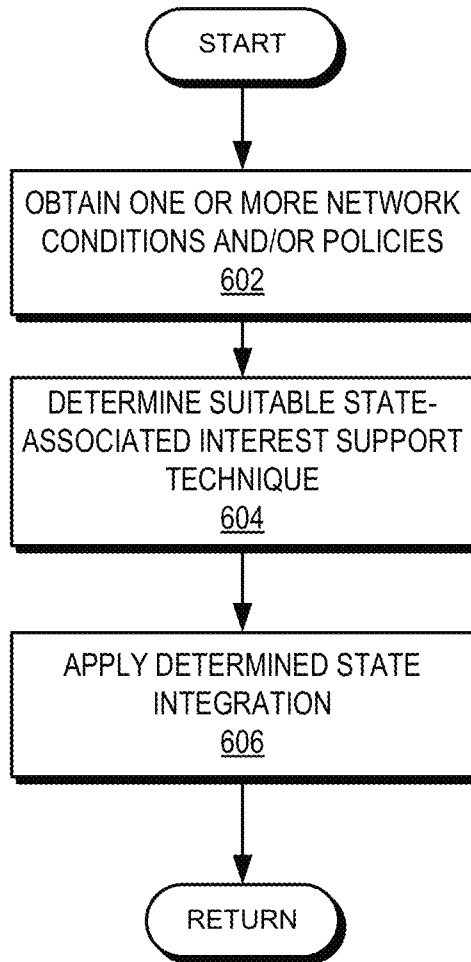 START
OBTAIN ONE OR MORE NETWORK
CONDITIONS AND/OR POLICIES
602
DETERMINE SUITABLE STATE-
ASSOCIATED INTEREST SUPPORT
TECHNIQUE
604
APPLY DETERMINED STATE
INTEGRATION
606
RETURN